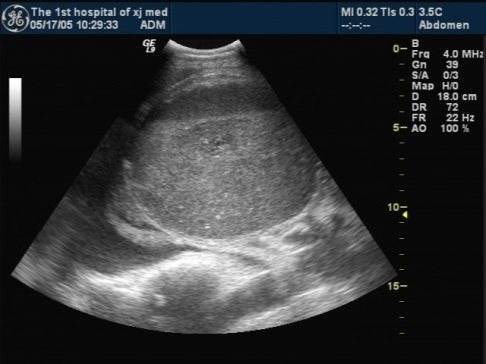 GE
The 1st hospital of xj med
05/17/05 10:29:33 ADM
MI 0.32 TIs 0.3 3.5C
--:--:-- Abdomen
GE
L9
B
Frq 4.0 MHz
Gn 39
S/A 0/3
Map H/0
D 18.0 cm
DR 72
FR 22 Hz
AO 100 %
0
5
10
15